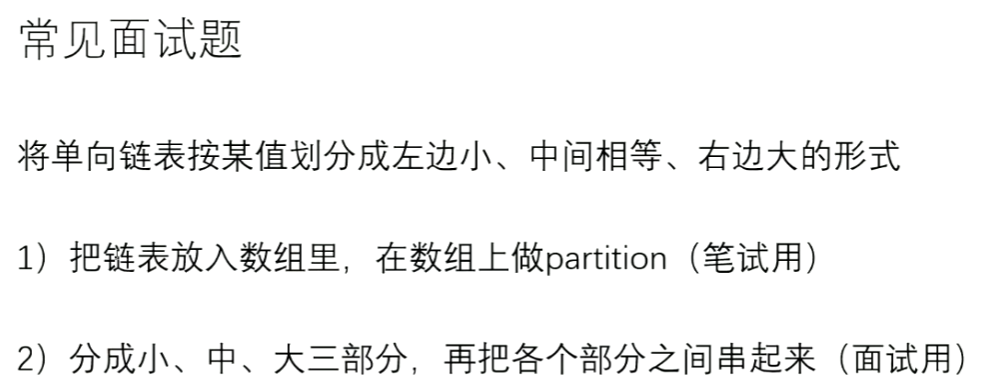 常见面试题
将单向链表按某值划分成左边小、中间相等、右边大的形式
1）把链表放入数组里，在数组上做partition（笔试用）
2）分成小、中、大三部分，再把各个部分之间串起来（面试用）